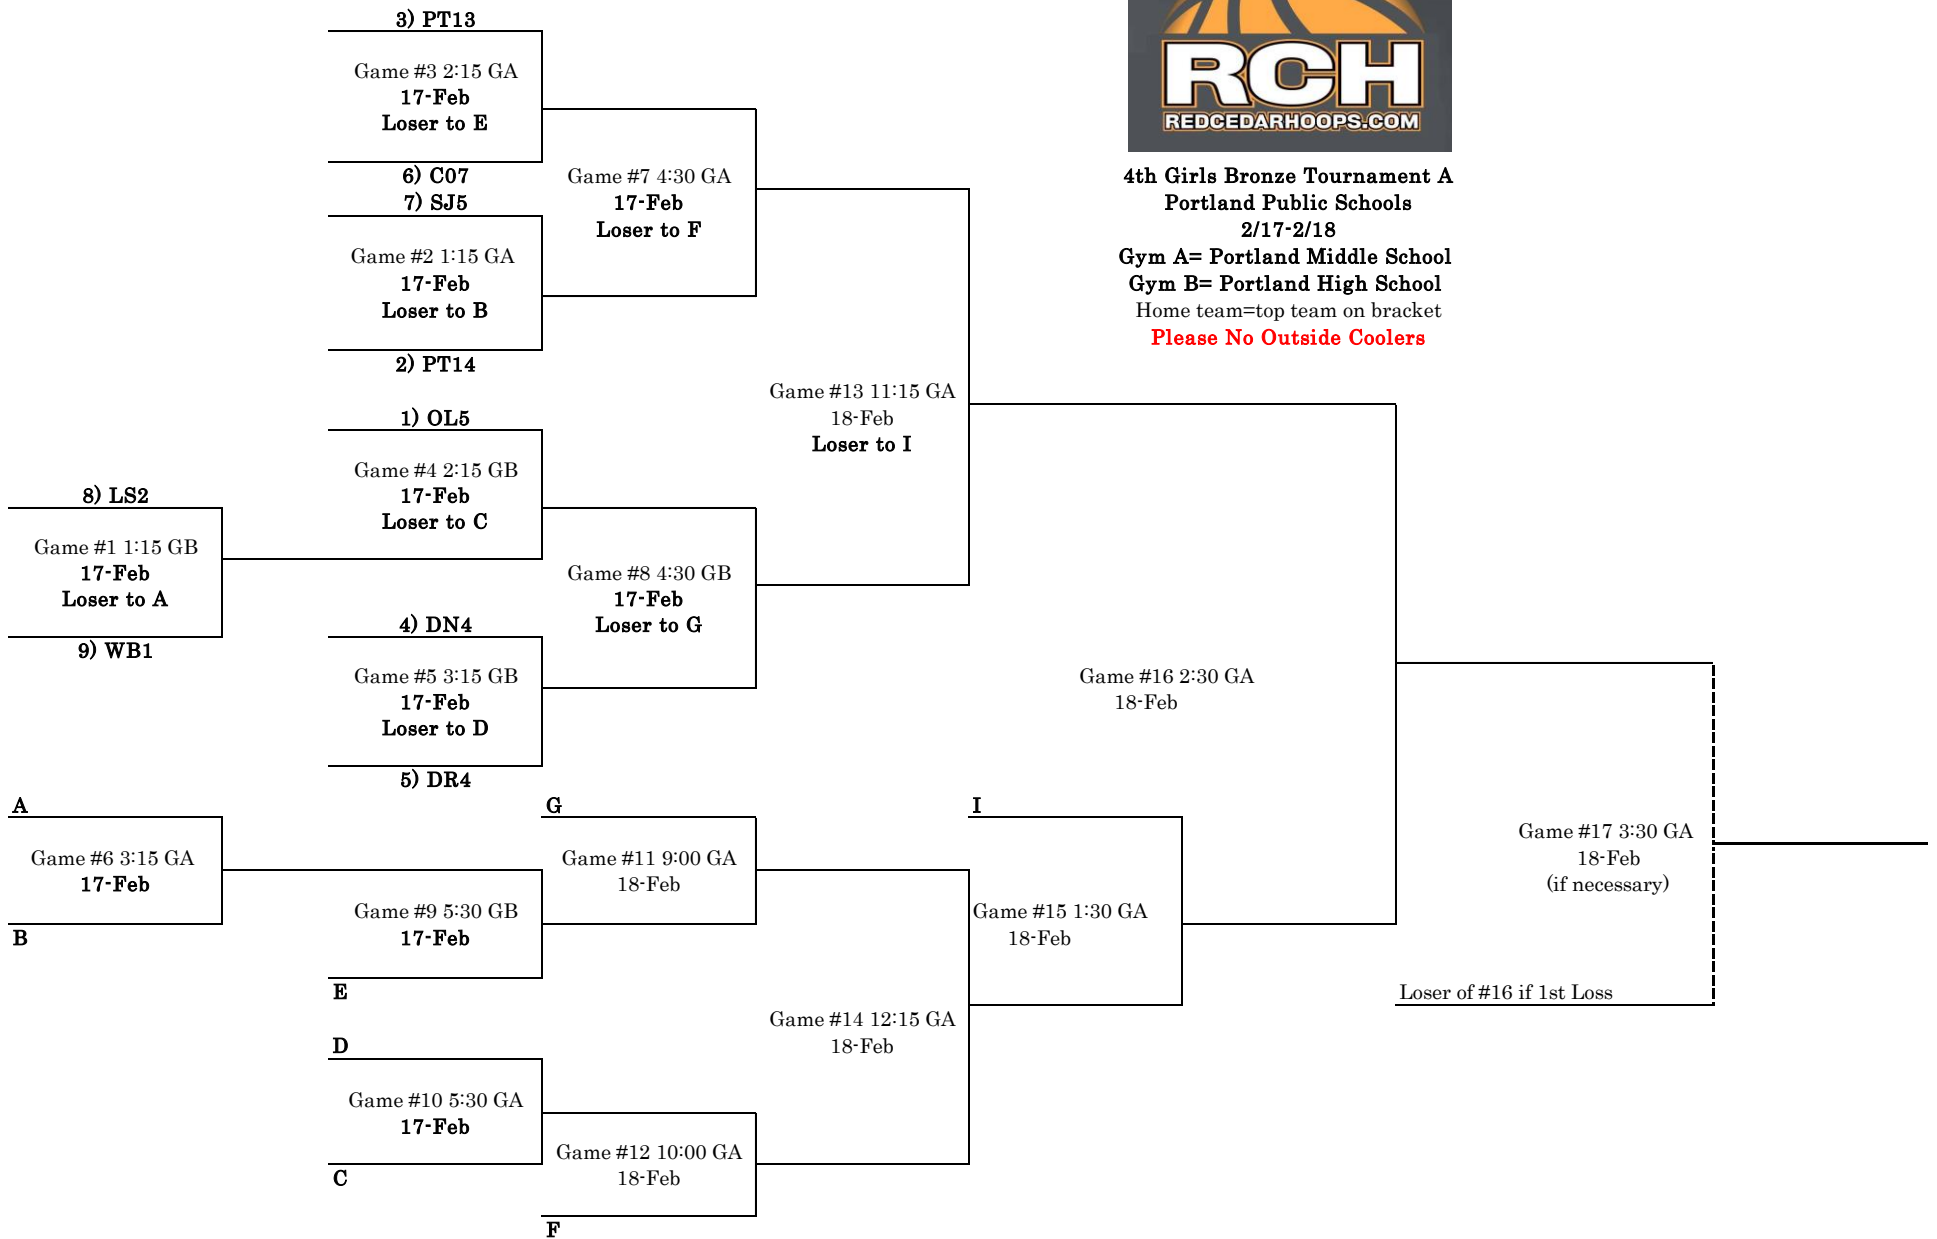 3) PT13
Game #3 2:15 GA
17-Feb
Loser to E
6) C07
7) SJ5
Game #2 1:15 GA
17-Feb
Loser to B
2) PT14
Game #7 4:30 GA
17-Feb
Loser to F
RCH
REDCEDARHOOPS.COM
4th Girls Bronze Tournament A
Portland Public Schools
2/17-2/18
Gym A= Portland Middle School
Gym B= Portland High School
Home team=top team on bracket
Please No Outside Coolers
1) OL5
Game #4 2:15 GB
17-Feb
Loser to C
8) LS2
Game #1 1:15 GB
17-Feb
Loser to A
9) WB1
4) DN4
Game #5 3:15 GB
17-Feb
Loser to D
5) DR4
Game #8 4:30 GB
17-Feb
Loser to G
Game #13 11:15 GA
18-Feb
Loser to I
Game #16 2:30 GA
18-Feb
A
Game #6 3:15 GA
17-Feb
B
Game #9 5:30 GB
17-Feb
E
G
Game #11 9:00 GA
18-Feb
D
Game #10 5:30 GA
17-Feb
C
Game #12 10:00 GA
18-Feb
F
Game #14 12:15 GA
18-Feb
I
Game #15 1:30 GA
18-Feb
Game #17 3:30 GA
18-Feb
(if necessary)
Loser of #16 if 1st Loss